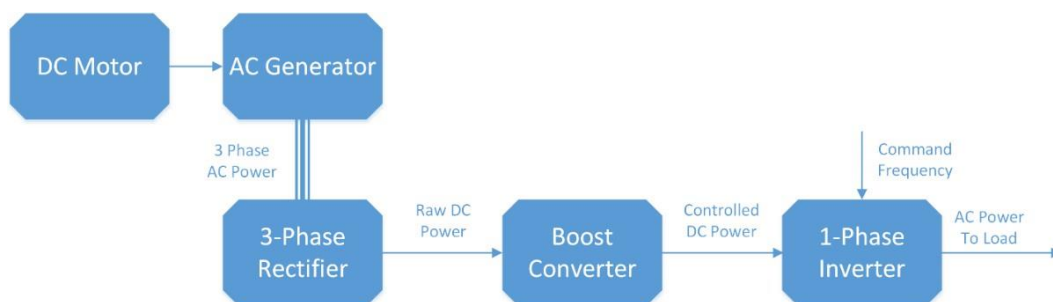 DC Motor
AC Generator
3 Phase
AC Power
Command
Frequency
3-Phase
Rectifier
Raw DC
Power
Boost
Converter
Controlled
DC Power
1-Phase
Inverter
AC Power
To Load